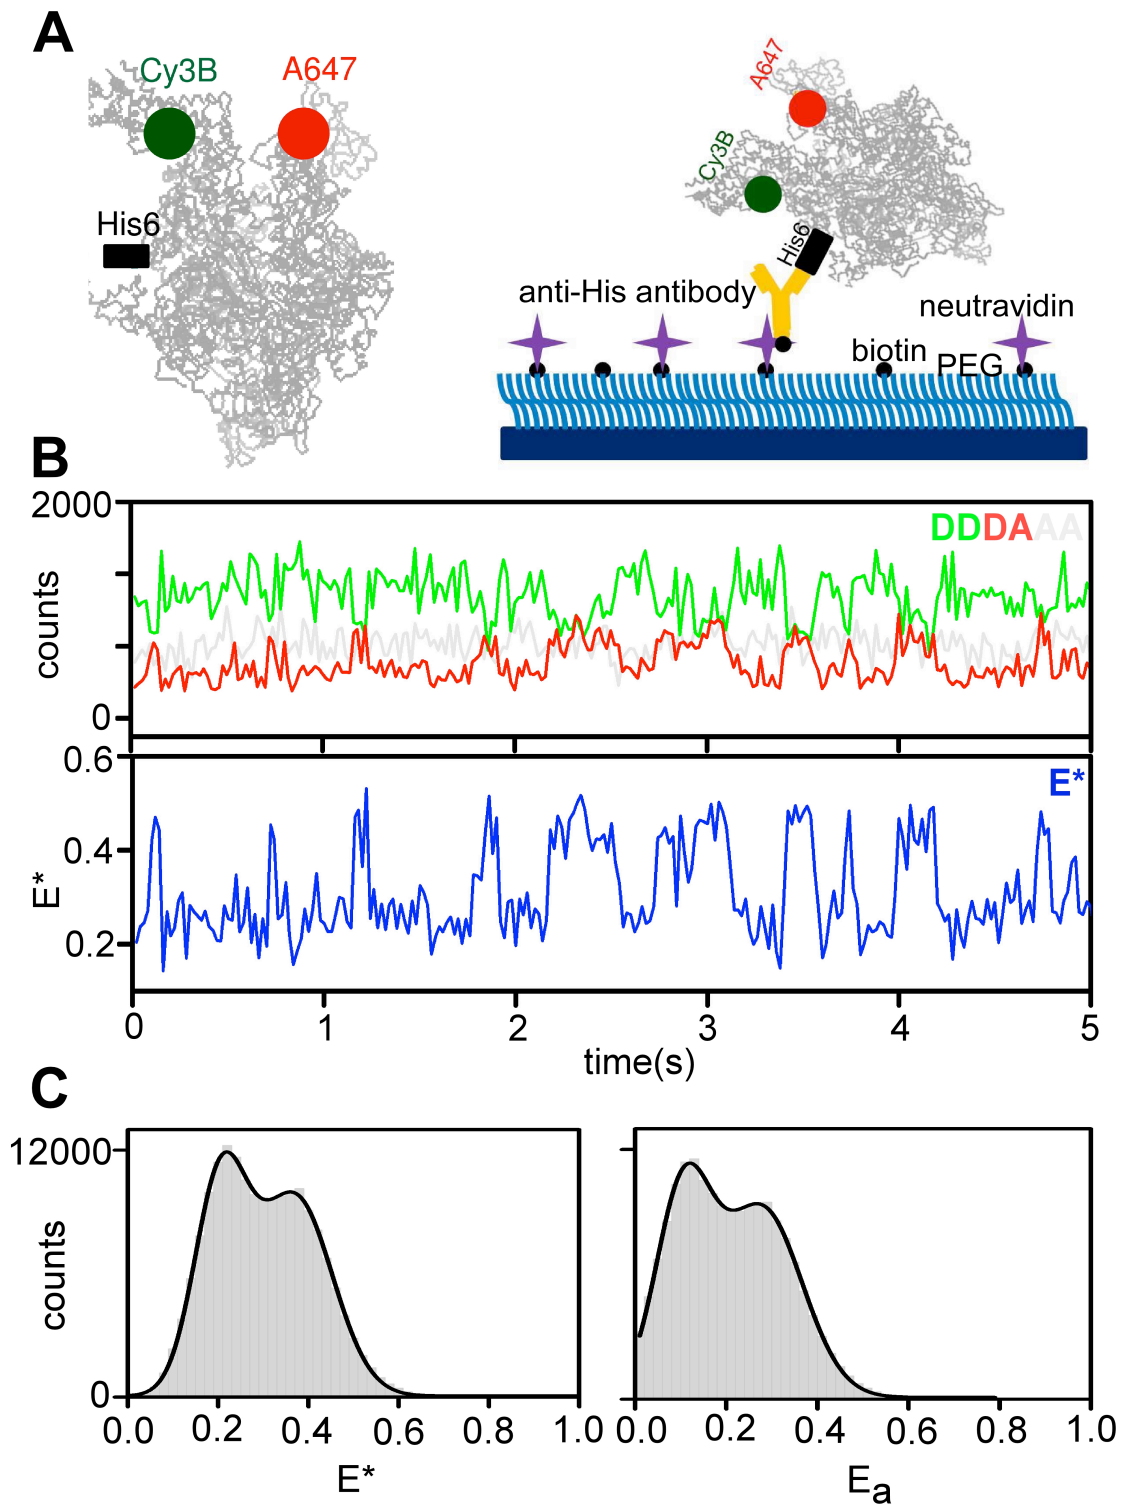 A
Cy3B
A647
His6
A647
Cy3B
His6
anti-His antibody
neutravidin
biotin
PEG
B
2000
counts
0
DDDAAA
0.6
0.4
0.2
E*
E*
0 1 2 3 4 5
time(s)
C
12000
counts
0
0.0 0.2 0.4 0.6 0.8 1.0
E*
0.0 0.2 0.4 0.6 0.8 1.0
Ea